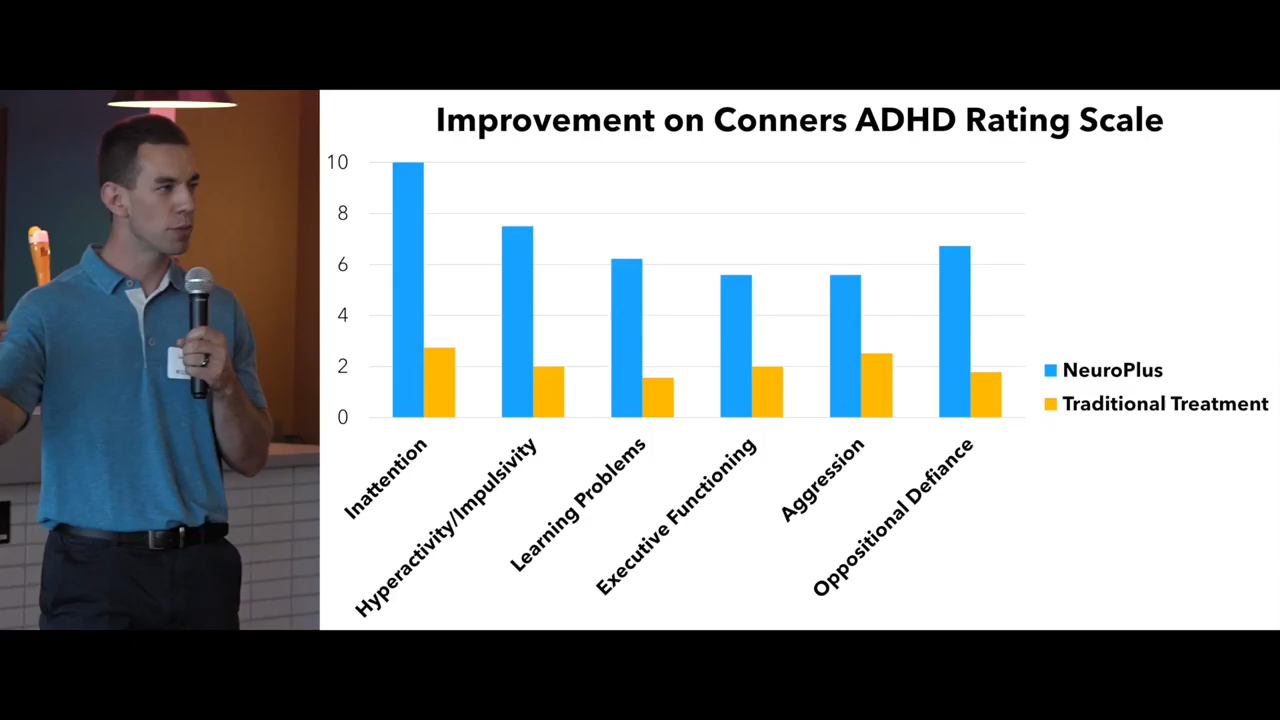 Improvement on Conners ADHD Rating Scale
10
8
6
4
2
0
Inattention
Hyperactivity/Impulsivity
Learning Problems
Executive Functioning
Aggression
Oppositional Defiance
NeuroPlus
Traditional Treatment